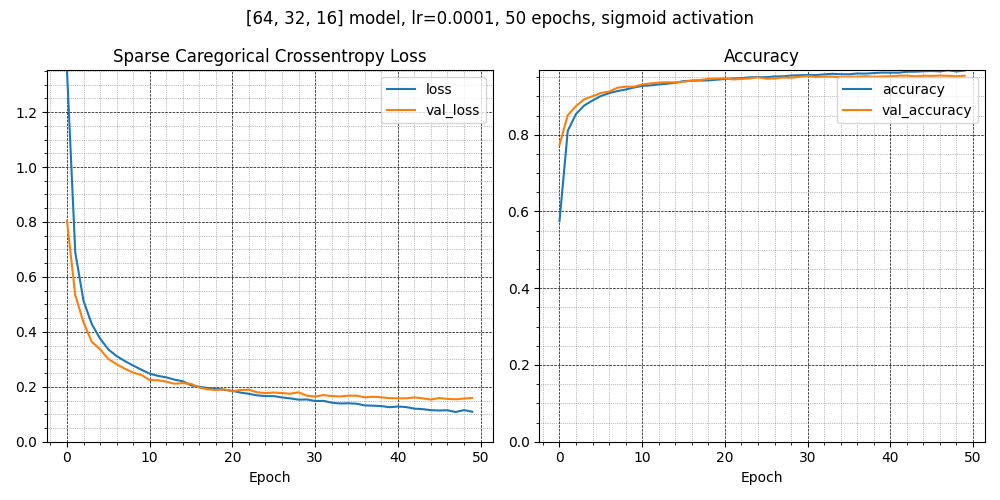 [64, 32, 16] model, lr=0.0001, 50 epochs, sigmoid activation
Sparse Caregorical Crossentropy Loss
loss
val_loss
1.2
1.0
0.8
0.6
0.4
0.2
0.0
0 10 20 30 40 50
Epoch
Accuracy
accuracy
val_accuracy
0.8
0.6
0.4
0.2
0.0
0 10 20 30 40 50
Epoch